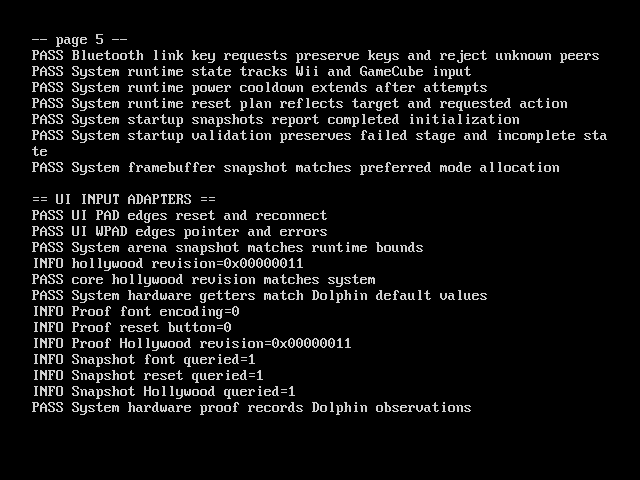 -- page 5 --
PASS Bluetooth link key requests preserve keys and reject unknown peers
PASS System runtime state tracks Wii and GameCube input
PASS System runtime power cooldown extends after attempts
PASS System runtime reset plan reflects target and requested action
PASS System startup snapshots report completed initialization
PASS System startup validation preserves failed stage and incomplete sta
te
PASS System framebuffer snapshot matches preferred mode allocation

== UI INPUT ADAPTERS ==
PASS UI PAD edges reset and reconnect
PASS UI WPAD edges pointer and errors
PASS System arena snapshot matches runtime bounds
INFO hollywood revision=0x00000011
PASS core hollywood revision matches system
PASS System hardware getters match Dolphin default values
INFO Proof font encoding=0
INFO Proof reset button=0
INFO Proof Hollywood revision=0x00000011
INFO Snapshot font queried=1
INFO Snapshot reset queried=1
INFO Snapshot Hollywood queried=1
PASS System hardware proof records Dolphin observations